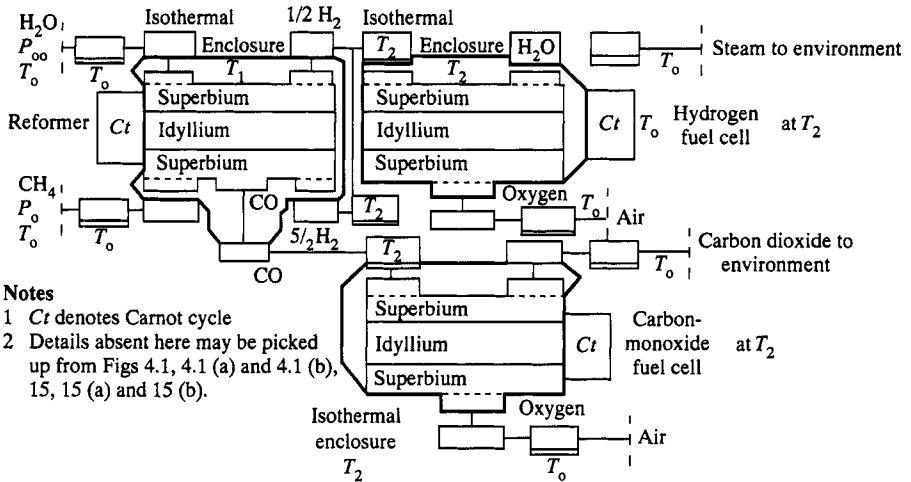 H₂O
P₀₀
T₀
T₀
Isothermal
Enclosure
1/2 H₂
T₁
Superbium
Idyllium
Superbium
Reformer
Ct
CH₄
P₀
T₀
T₀
CO
CO
5/₂H₂
T₂
Isothermal
T₂
Enclosure
H₂O
T₂
Superbium
Idyllium
Superbium
Ct
T₀
Hydrogen
fuel cell
at T₂
T₀
Steam to environment
Oxygen
T₀
Air
T₂
T₀
Carbon dioxide to
environment
Superbium
Idyllium
Superbium
Ct
Carbon-
monoxide
fuel cell
at T₂
Oxygen
Air
T₀
Isothermal
enclosure
T₂
Notes
1 Ct denotes Carnot cycle
2 Details absent here may be picked
up from Figs 4.1, 4.1 (a) and 4.1 (b),
15, 15 (a) and 15 (b).